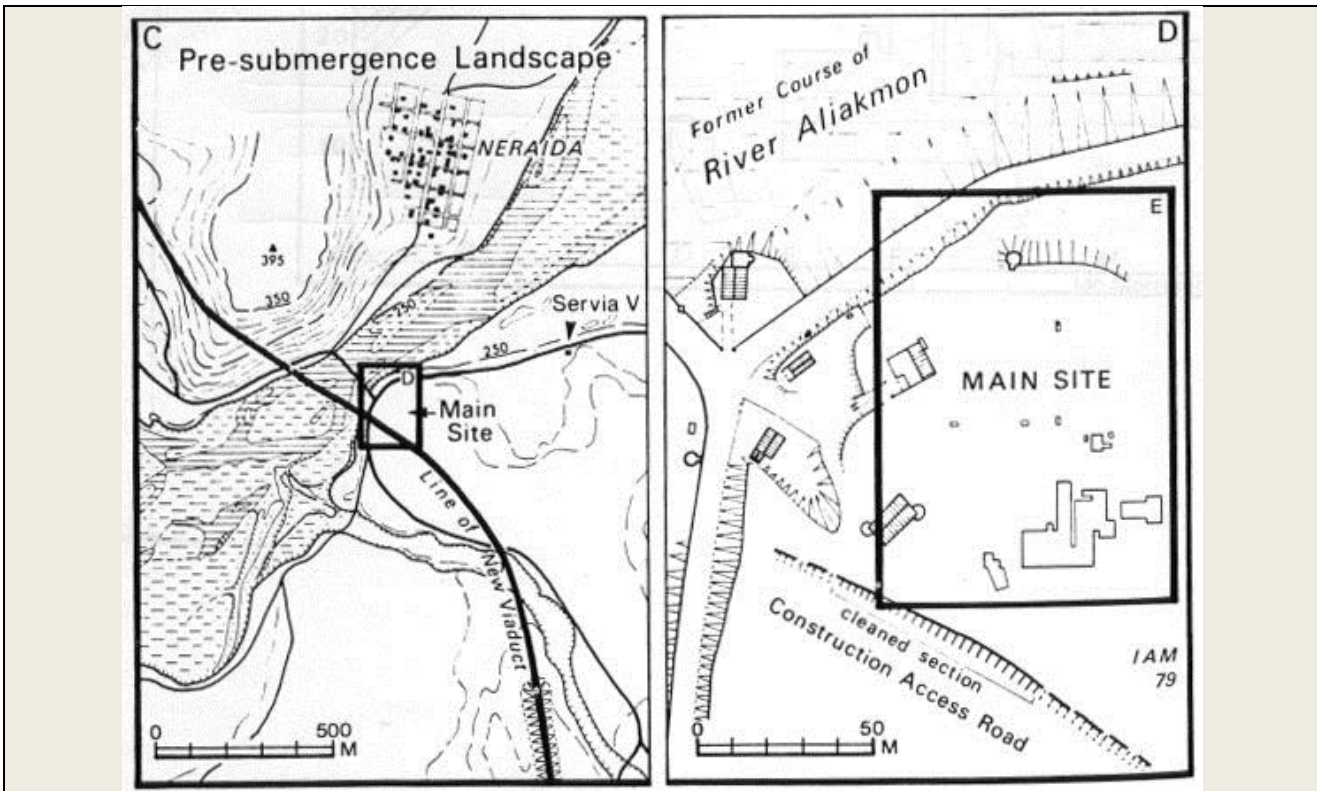 C
Pre-submergence Landscape
NERAIDA
395
350
250
Servia V
250
D
Main
Site
Line of
New Viaduct
0 500
M
D
Former Course of
River Aliakmon
E
MAIN SITE
cleaned section
Construction Access Road
IAM
79
0 50
M